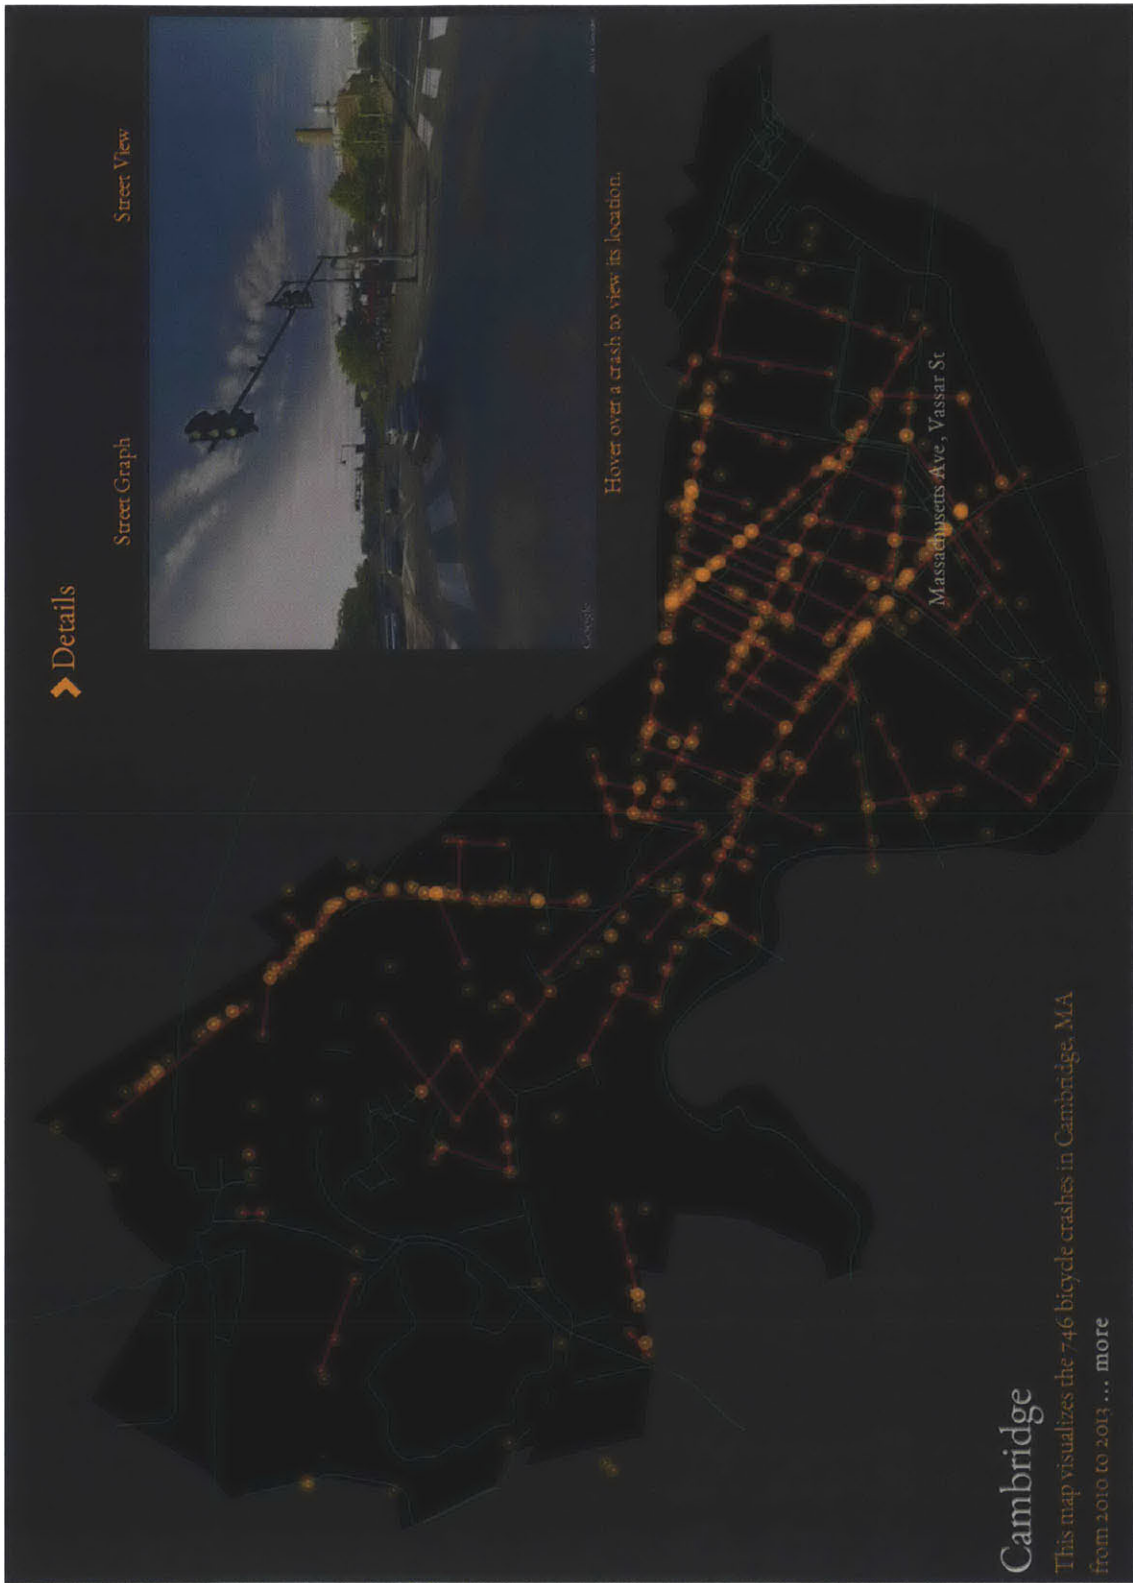 Details
Street Graph
Street View
Google
Hover over a crash to view its location.
Massachusetts Ave, Vassar St
Cambridge
This map visualizes the 746 bicycle crashes in Cambridge, MA
from 2010 to 2013 ... more